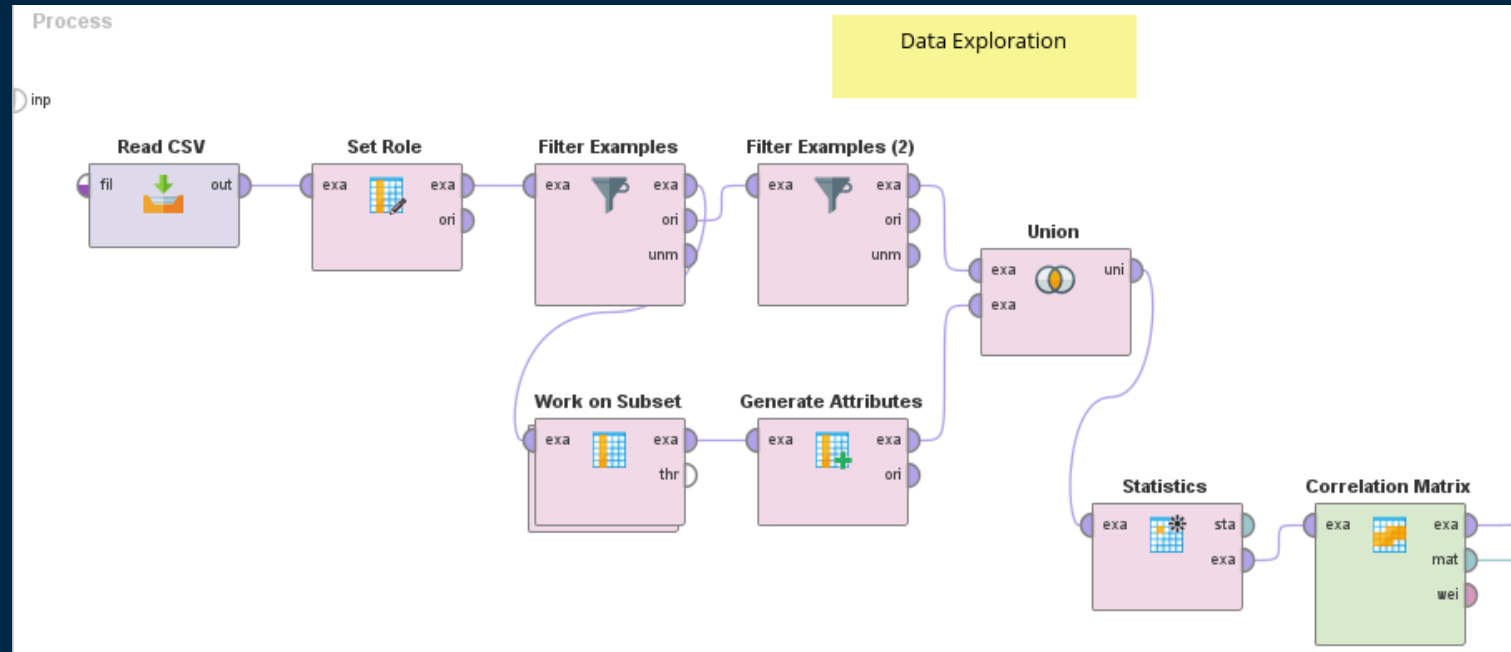 Process
Data Exploration
inp
Read CSV
fil
out
Set Role
exa
exa
ori
Filter Examples
exa
exa
ori
unm
Filter Examples (2)
exa
exa
ori
unm
Union
exa
uni
exa
Work on Subset
exa
exa
thr
Generate Attributes
exa
exa
ori
Statistics
exa
sta
exa
Correlation Matrix
exa
exa
mat
wei